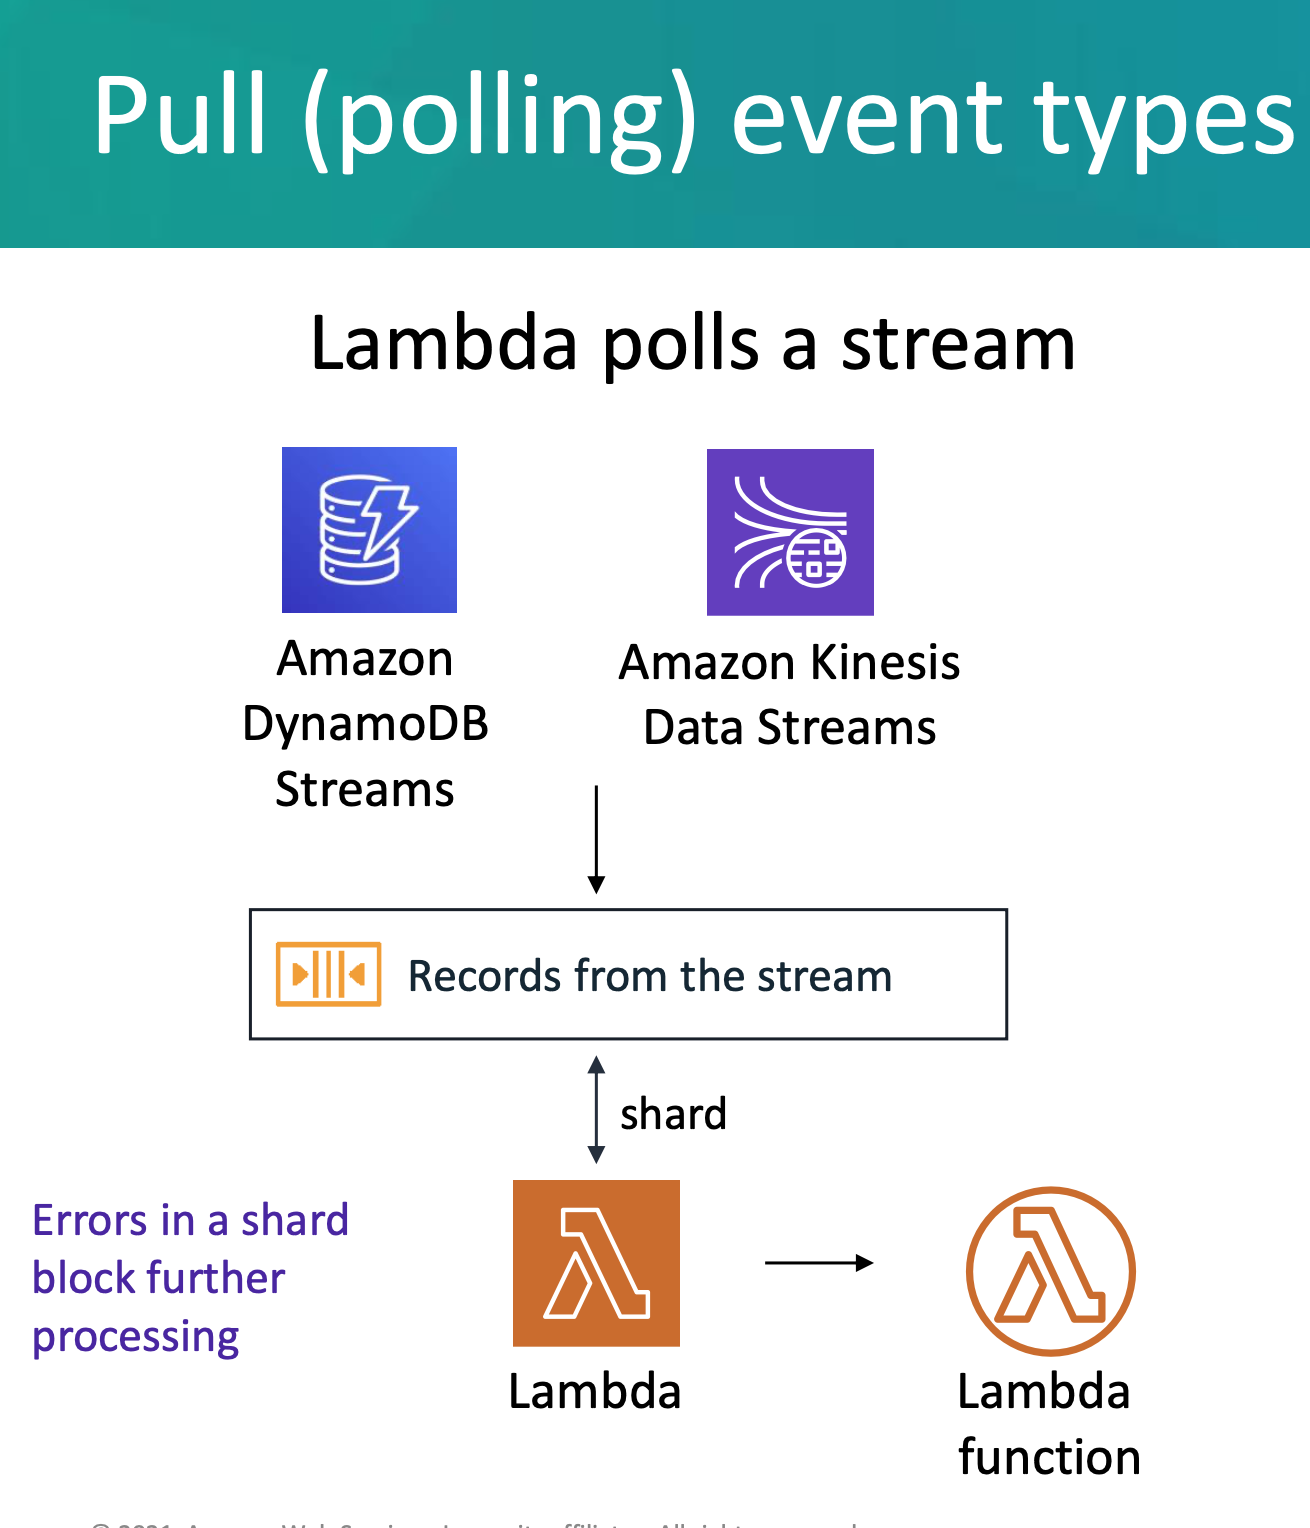 Pull (polling) event types
Lambda polls a stream
Amazon
DynamoDB
Streams
Amazon Kinesis
Data Streams
Records from the stream
shard
Errors in a shard
block further
processing
Lambda
Lambda
function